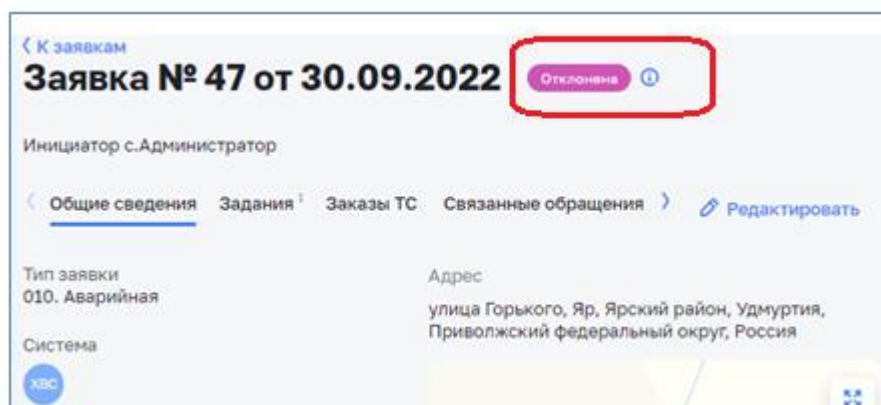 К заявкам
Заявка № 47 от 30.09.2022 Отклонена
Инициатор с.Администратор
Общие сведения Задания 1 Заказы ТС Связанные обращения Редактировать
Тип заявки
010. Аварийная
Адрес
улица Горького, Яр, Ярский район, Удмуртия,
Приволжский федеральный округ, Россия
Система
ХВС